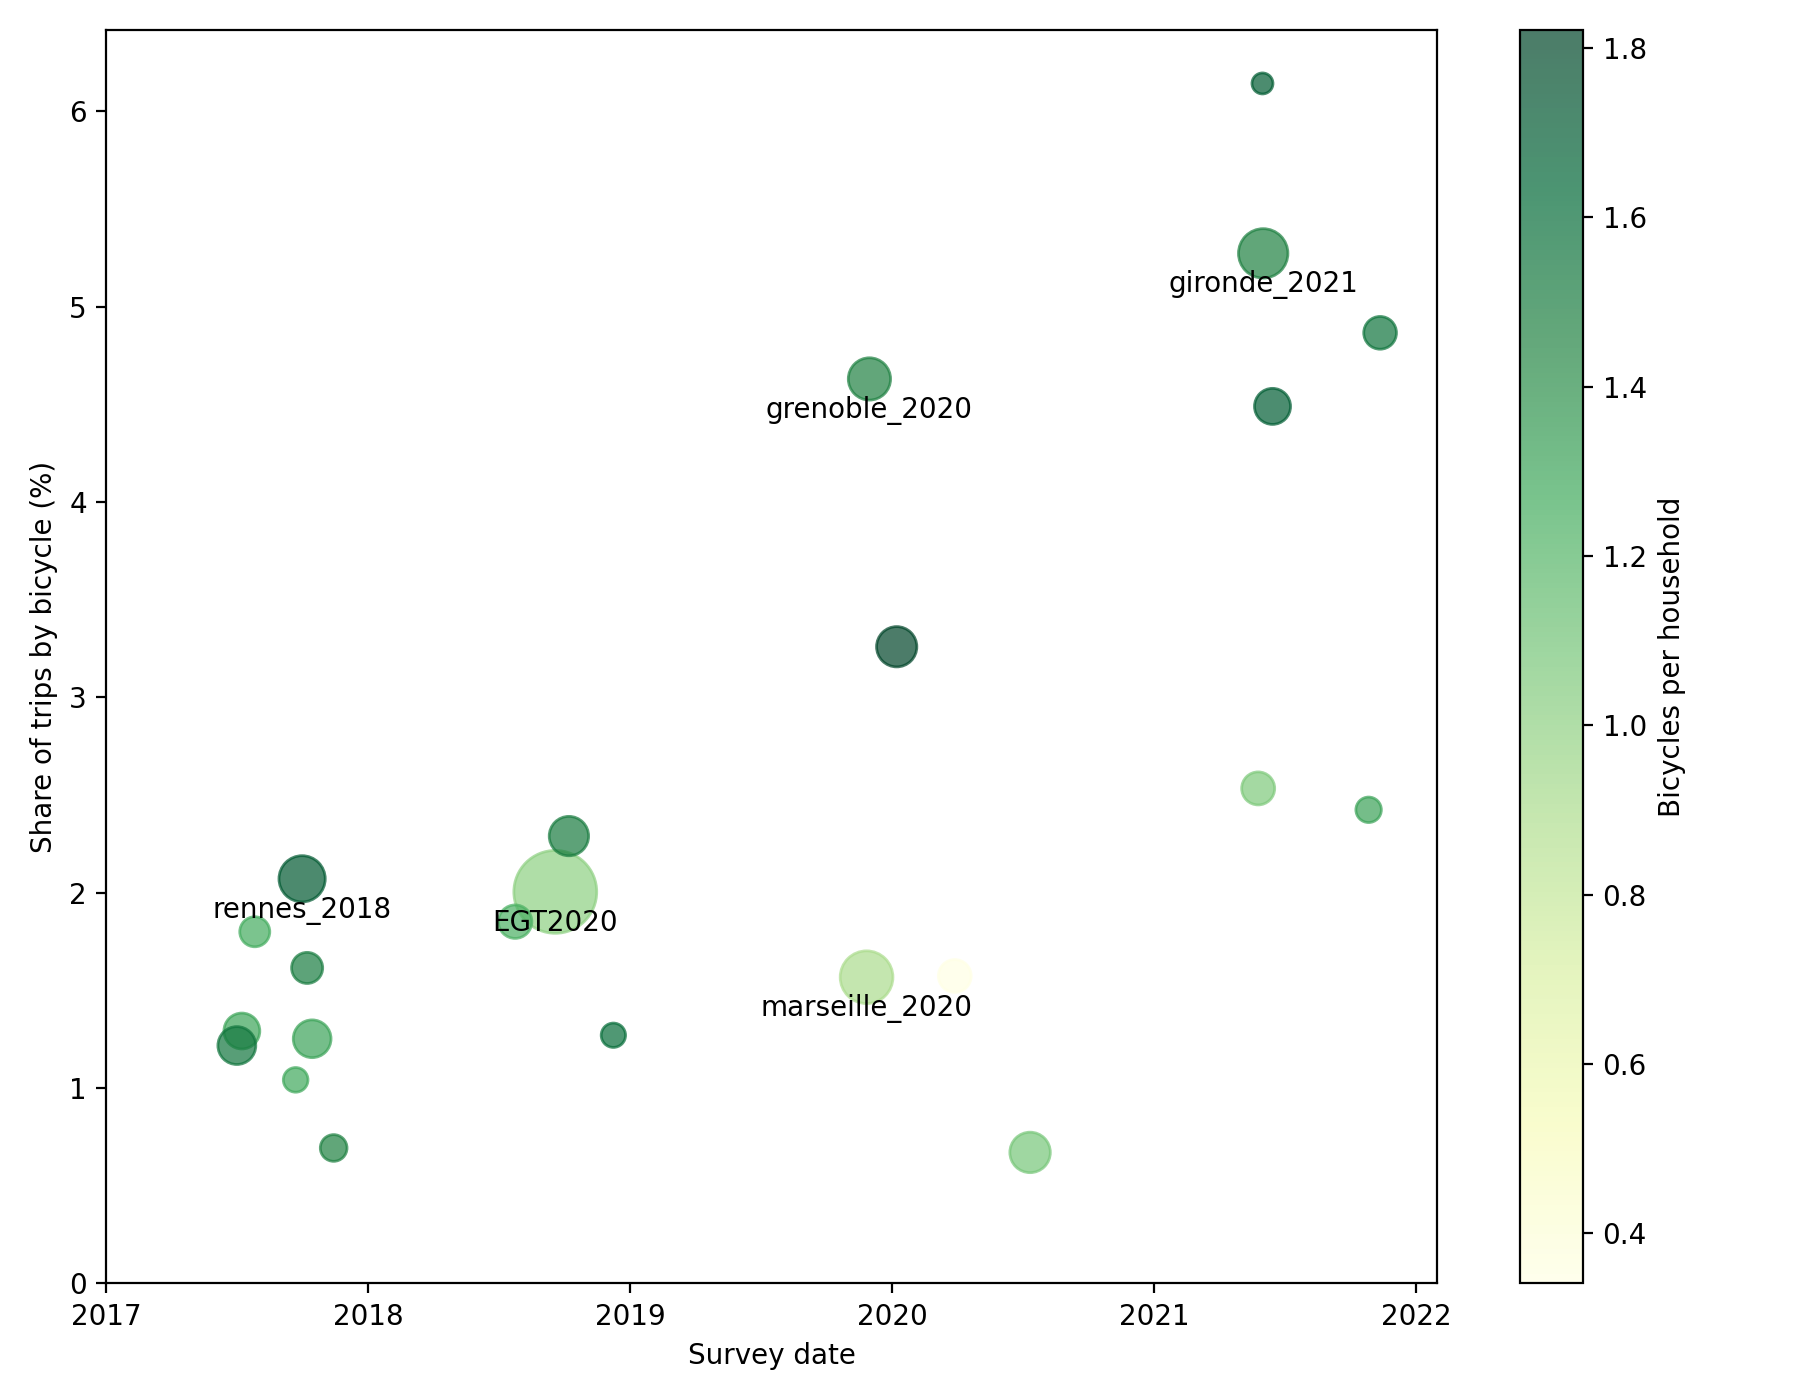 Share of trips by bicycle (%)
6
5
4
3
2
1
0
gironde_2021
grenoble_2020
rennes_2018
EGT2020
marseille_2020
2017
2018
2019
2020
2021
2022
Survey date
1.8
1.6
1.4
1.2
1.0
0.8
0.6
0.4
Bicycles per household